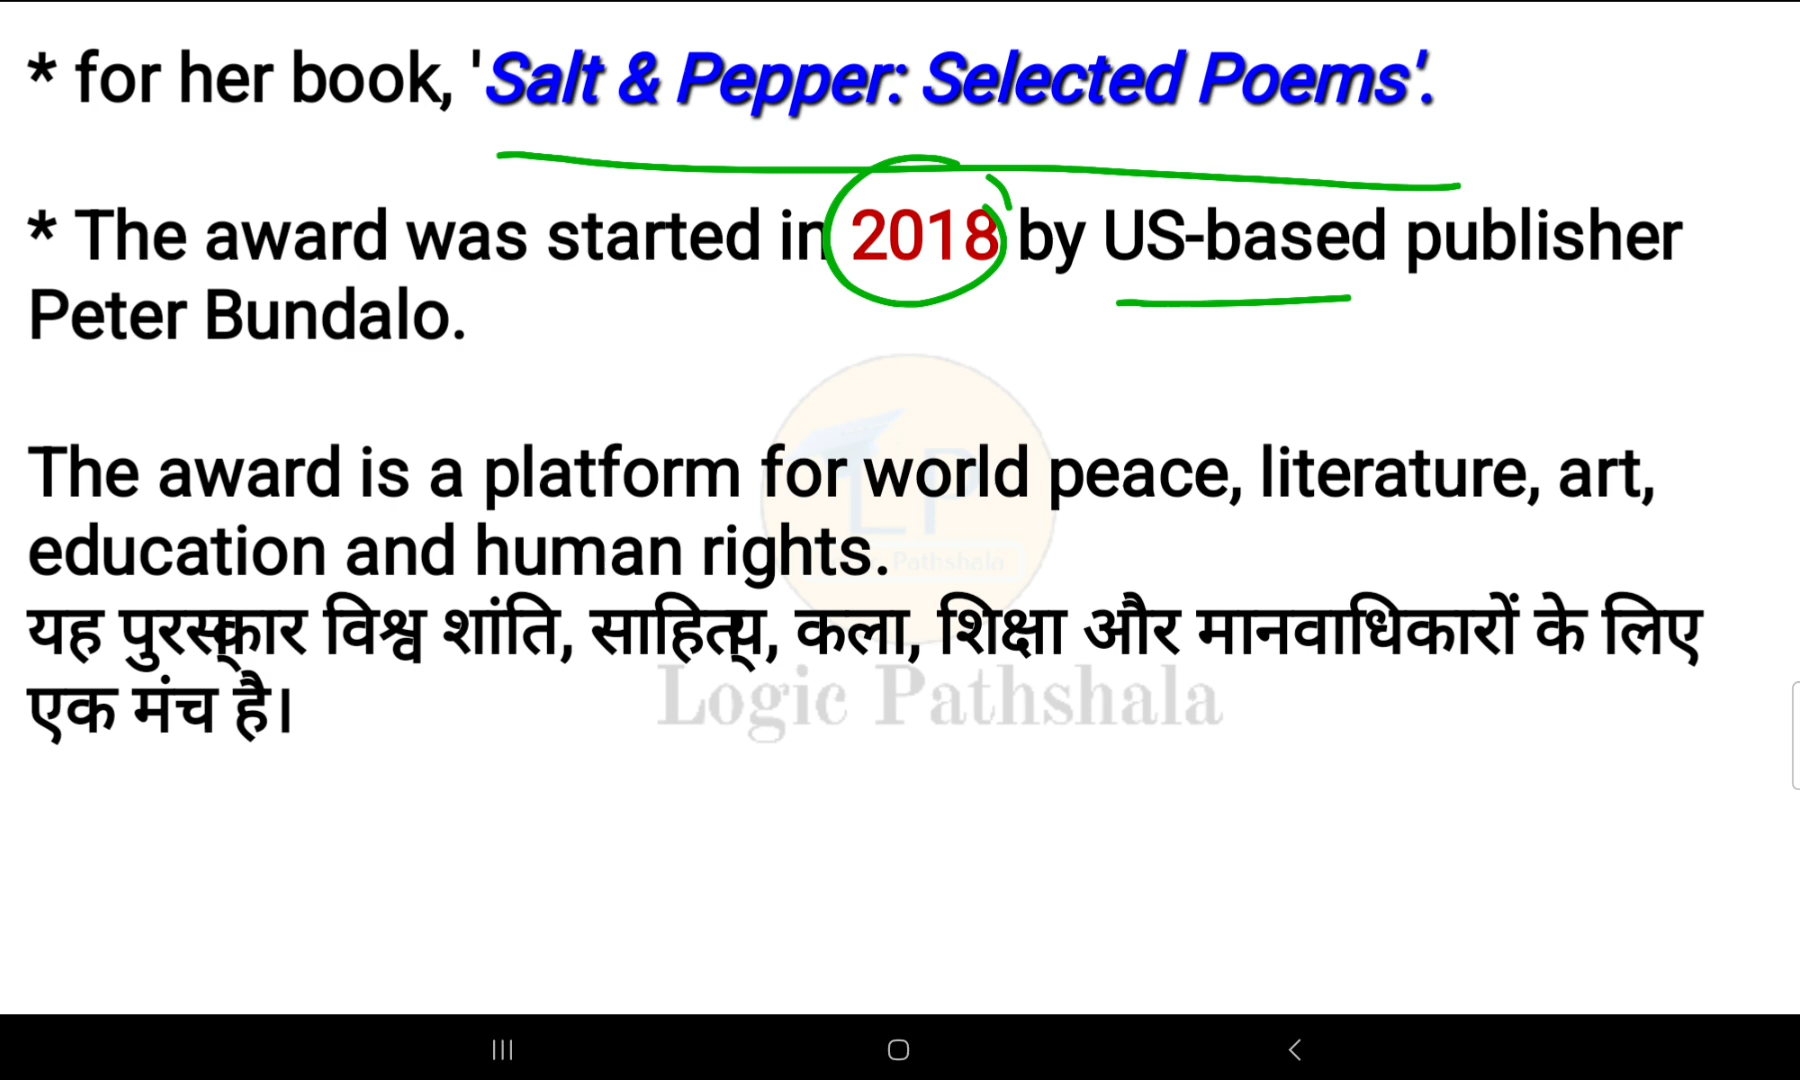 * for her book, 'Salt & Pepper: Selected Poems'.
* The award was started in 2018 by US-based publisher
Peter Bundalo.
The award is a platform for world peace, literature, art,
education and human rights.
यह पुरस्कार विश्व शांति, साहित्य, कला, शिक्षा और मानवाधिकारों के लिए
एक मंच है।
LP
Pathshala
Logic Pathshala